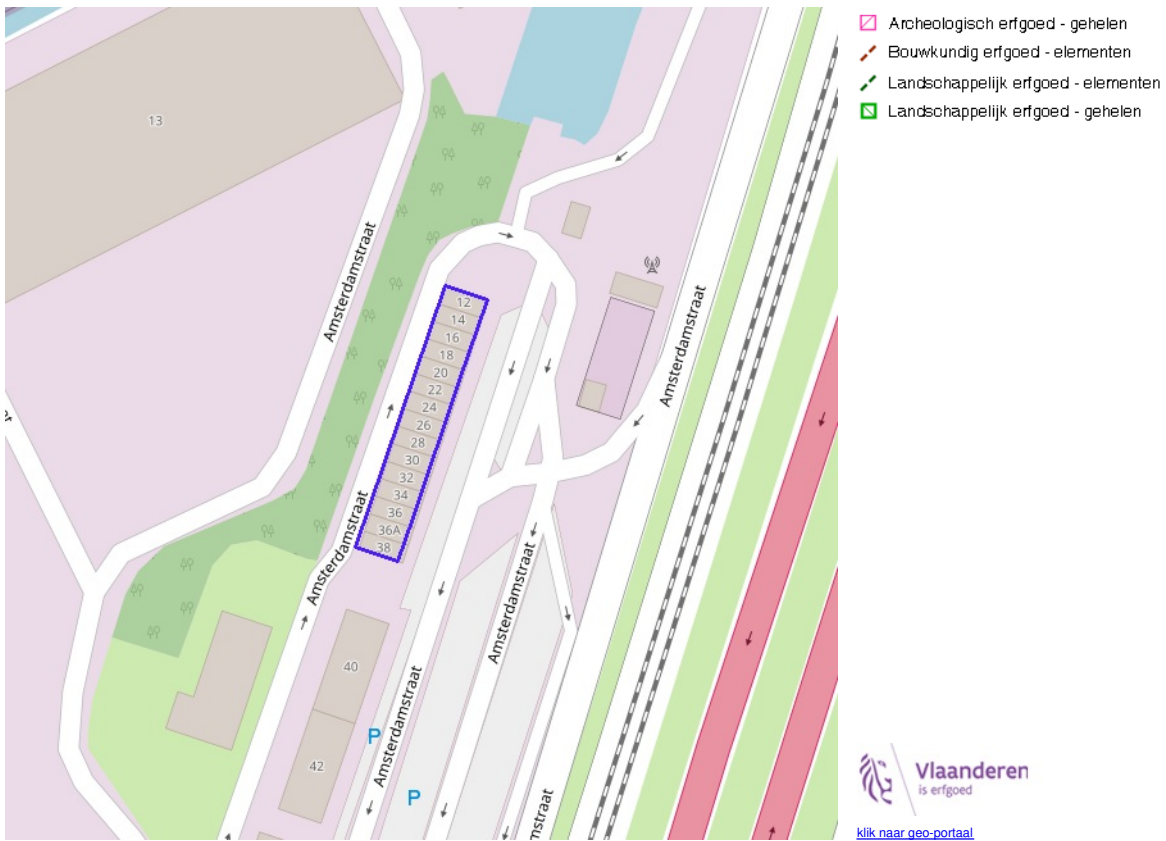 13
Amsterdamstraat
12
14
16
18
20
22
24
26
28
30
32
34
36
36A
38
Amsterdamstraat
Amsterdamstraat
Amsterdamstraat
40
42
P
P
Amsterdamstraat
mstraat
Archeologisch erfgoed - gehelen
Bouwkundig erfgoed - elementen
Landschappelijk erfgoed - elementen
Landschappelijk erfgoed - gehelen
Vlaanderen
is erfgoed
klik naar geo-portaal